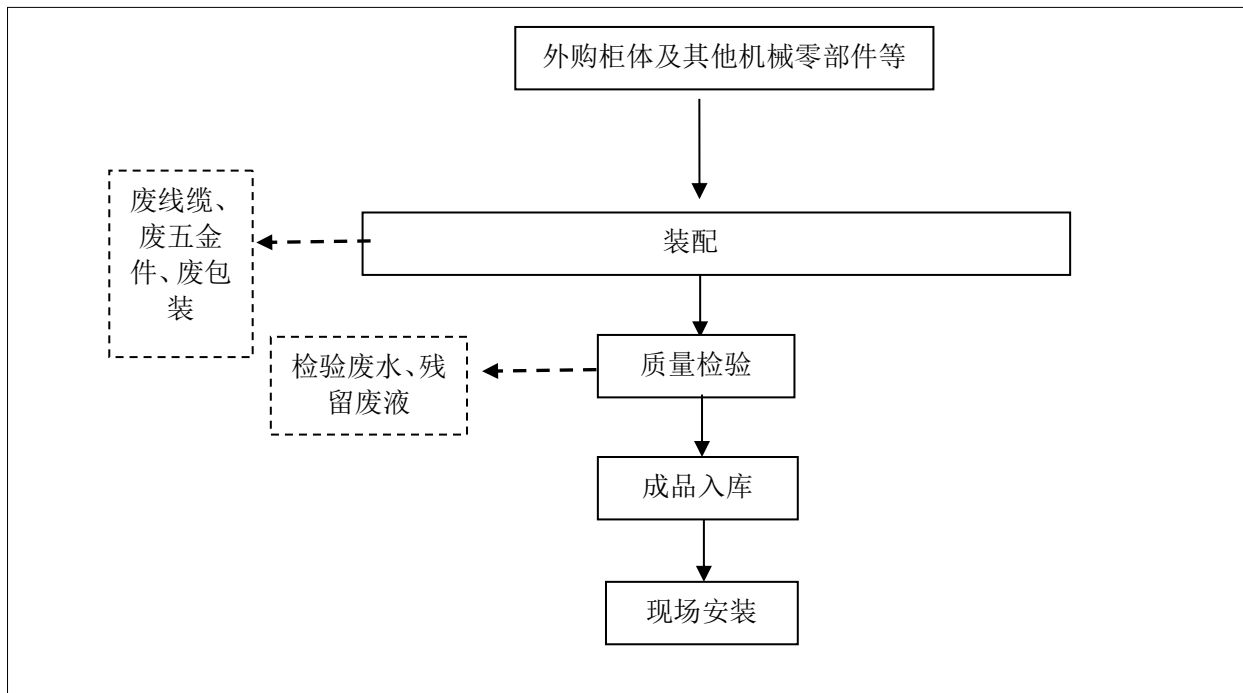 外购柜体及其他机械零部件等
废线缆、
废五金
件、废包
装
装配
检验废水、残
留废液
质量检验
成品入库
现场安装